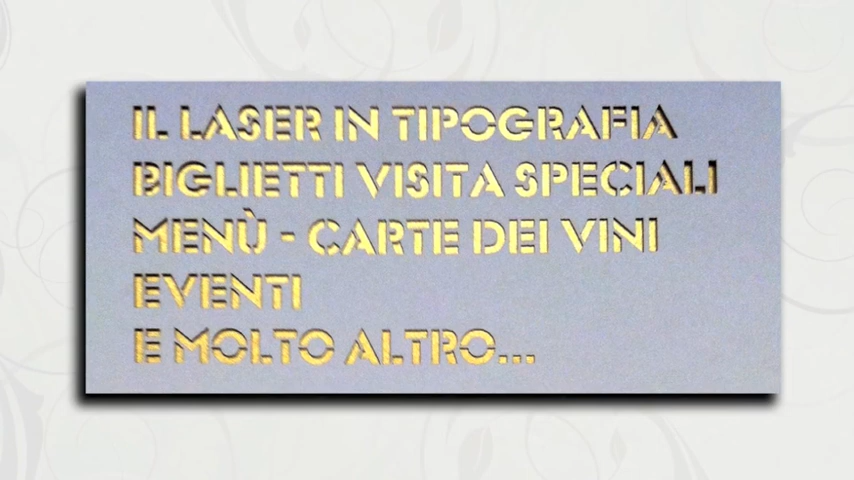 IL LASER IN TIPOGRAFIA
BIGLIETTI VISITA SPECIALI
MENÙ - CARTE DEI VINI
EVENTI
E MOLTO ALTRO...